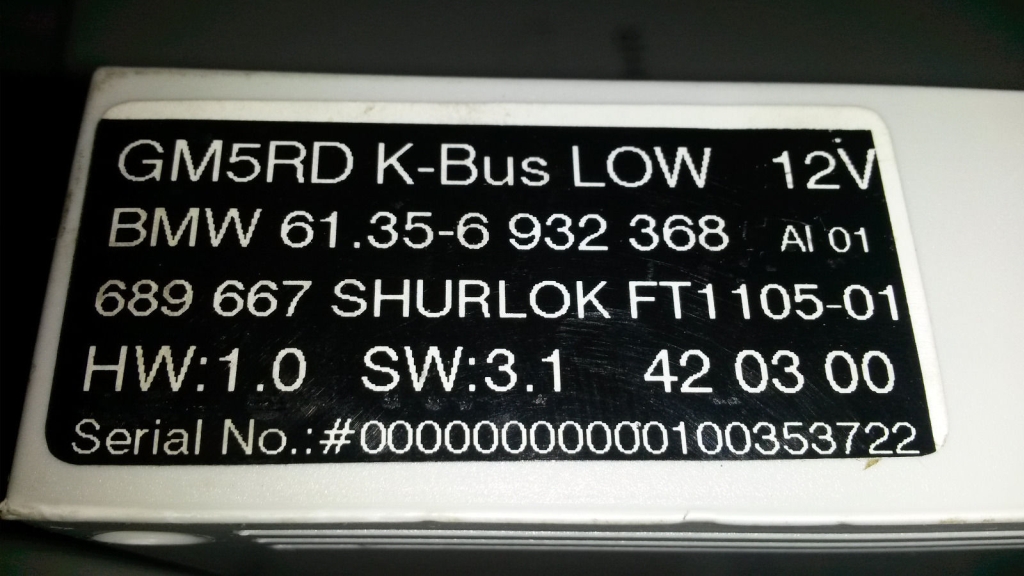 GM5RD K-Bus LOW 12V
BMW 61.35-6 932 368 AI 01
689 667 SHURLOK FT1105-01
HW:1.0 SW:3.1 42 03 00
Serial No.:#00000000000100353722